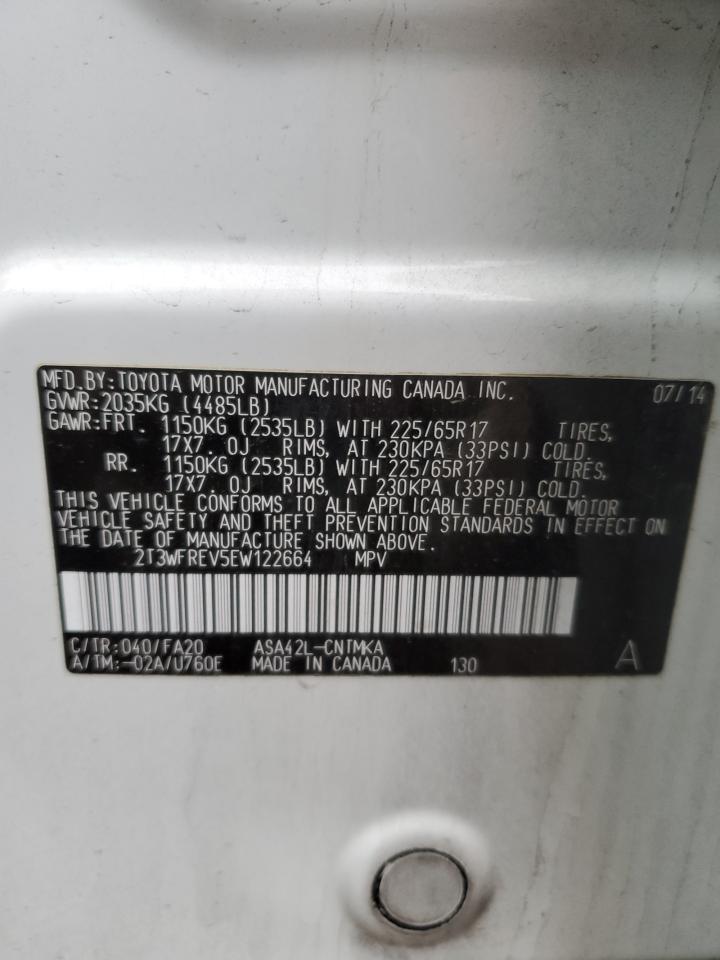 MFD.BY:TOYOTA MOTOR MANUFACTURING CANADA INC. 07/14
GVWR:2035KG (4485LB)
GAWR:FRT. 1150KG (2535LB) WITH 225/65R17 TIRES,
17X7.0J RIMS, AT 230KPA (33PSI) COLD.
RR. 1150KG (2535LB) WITH 225/65R17 TIRES,
17X7.0J RIMS, AT 230KPA (33PSI) COLD.
THIS VEHICLE CONFORMS TO ALL APPLICABLE FEDERAL MOTOR
VEHICLE SAFETY AND THEFT PREVENTION STANDARDS IN EFFECT ON
THE DATE OF MANUFACTURE SHOWN ABOVE.
2T3WFREV5EW122664 MPV
C/TR:040/FA20 ASA42L-CNTMKA
A/TM:-02A/U760E MADE IN CANADA 130 A